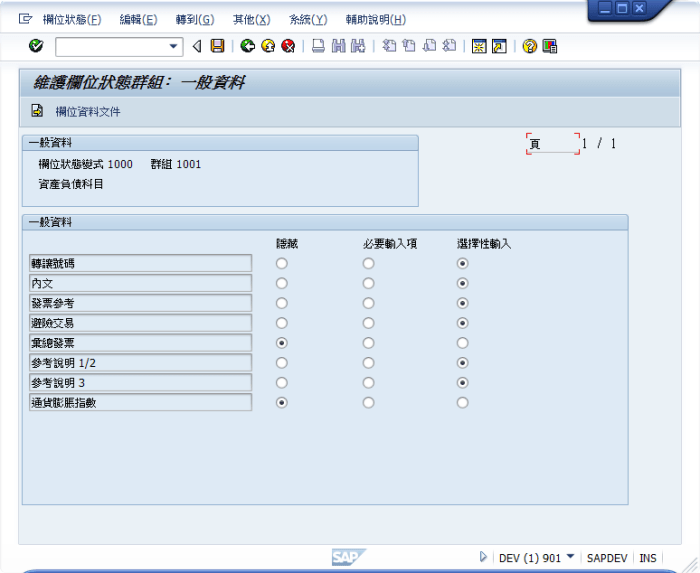 欄位狀態(F) 編輯(E) 轉到(G) 其他(X) 系統(Y) 輔助說明(H)
維護欄位狀態群組: 一般資料
欄位資料文件
一般資料
頁 1 / 1
欄位狀態變式 1000 群組 1001
資產負債科目
一般資料
隱藏 必要輸入項 選擇性輸入
轉讓號碼
內文
發票參考
避險交易
彙總發票
參考說明 1/2
參考說明 3
通貨膨脹指數
SAP
DEV (1) 901 SAPDEV INS